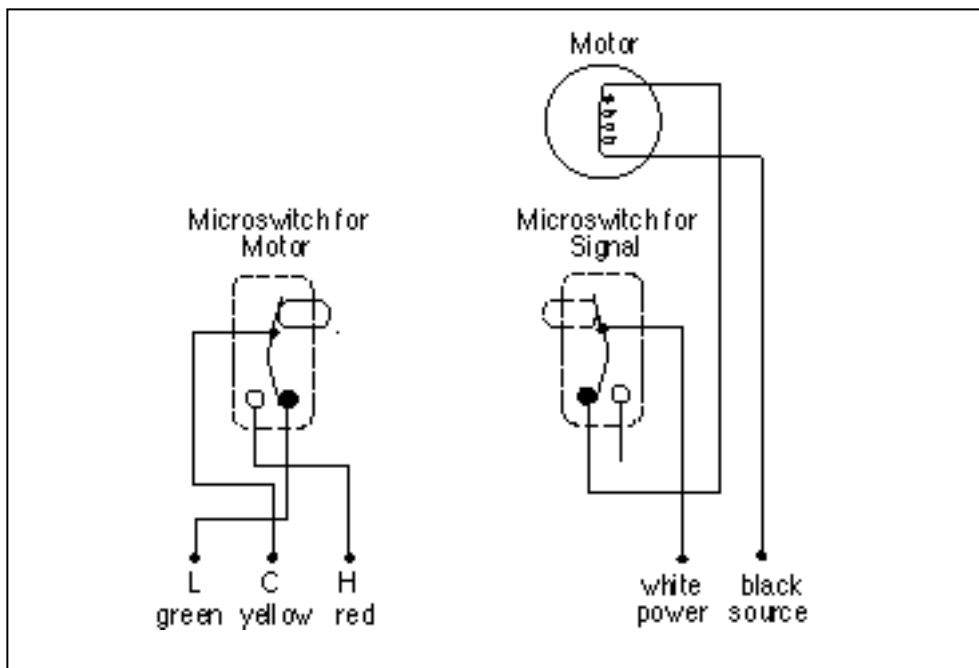 Motor
Microswitch for
Motor
Microswitch for
Signal
L C H
green yellow red
white black
power source